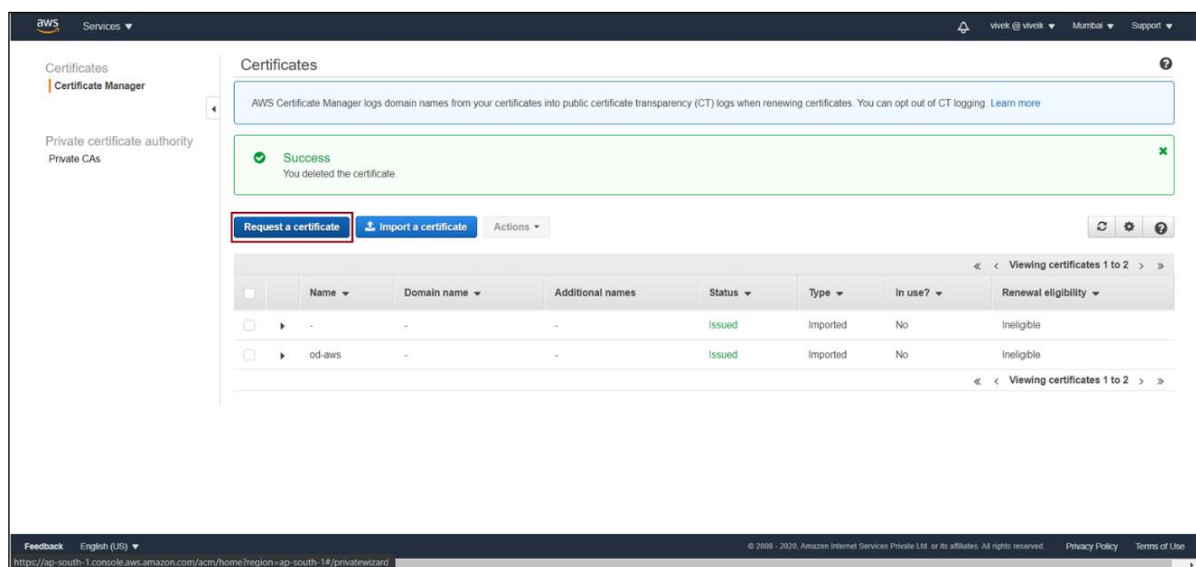 aws Services vivek @ viveik Mumbai Support
Certificates
Certificate Manager
Private certificate authority
Private CAs
Certificates
AWS Certificate Manager logs domain names from your certificates into public certificate transparency (CT) logs when renewing certificates. You can opt out of CT logging. Learn more
Success
You deleted the certificate.
Request a certificate Import a certificate Actions
« < Viewing certificates 1 to 2 > »
Name Domain name Additional names Status Type In use? Renewal eligibility
- - - Issued Imported No Ineligible
od-aws - - Issued Imported No Ineligible
« < Viewing certificates 1 to 2 > »
Feedback English (US) © 2008 - 2020, Amazon Internet Services Private Ltd. or its affiliates. All rights reserved. Privacy Policy Terms of Use
https://ap-south-1.console.aws.amazon.com/acm/home?region=ap-south-1#/privatewizard